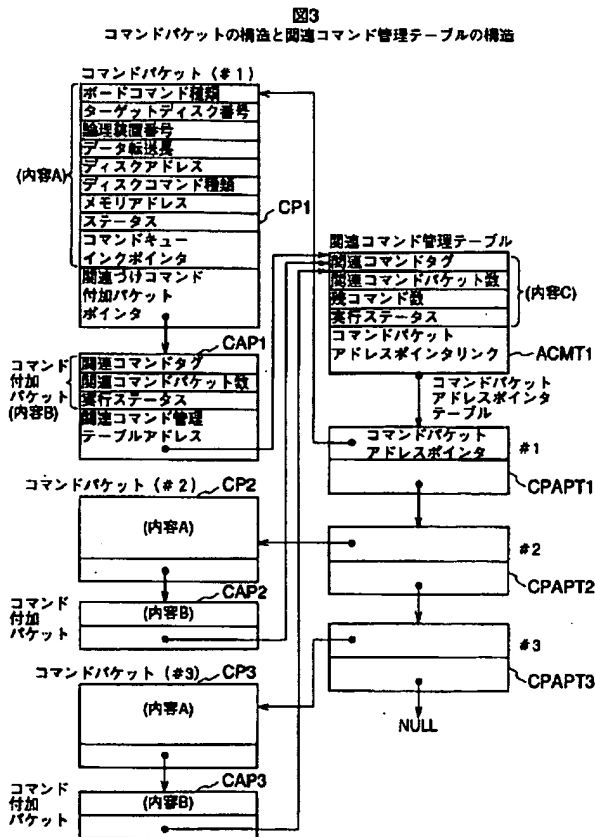 図3
コマンドパケットの構造と関連コマンド管理テーブルの構造
コマンドパケット (#1)
ボードコマンド種類
ターゲットディスク番号
論理装置番号
データ転送長
ディスクアドレス
ディスクコマンド種類
メモリアドレス
ステータス
コマンドキュー
インクポインタ
関連づけコマンド
付加パケット
ポインタ
(内容A)
CP1
CAP1
コマンド
付加
パケット
(内容B)
関連コマンドタグ
関連コマンドパケット数
実行ステータス
関連コマンド管理
テーブルアドレス
関連コマンド管理テーブル
関連コマンドタグ
関連コマンドパケット数
残コマンド数
実行ステータス
(内容C)
コマンドパケット
アドレスポインタリンク
ACMT1
コマンドパケット
アドレスポインタ
テーブル
コマンドパケット
アドレスポインタ
#1
CPAPT1
コマンドパケット (#2)
CP2
(内容A)
#2
CPAPT2
CAP2
コマンド
付加
パケット
(内容B)
#3
CPAPT3
NULL
コマンドパケット (#3)
CP3
(内容A)
CAP3
コマンド
付加
パケット
(内容B)